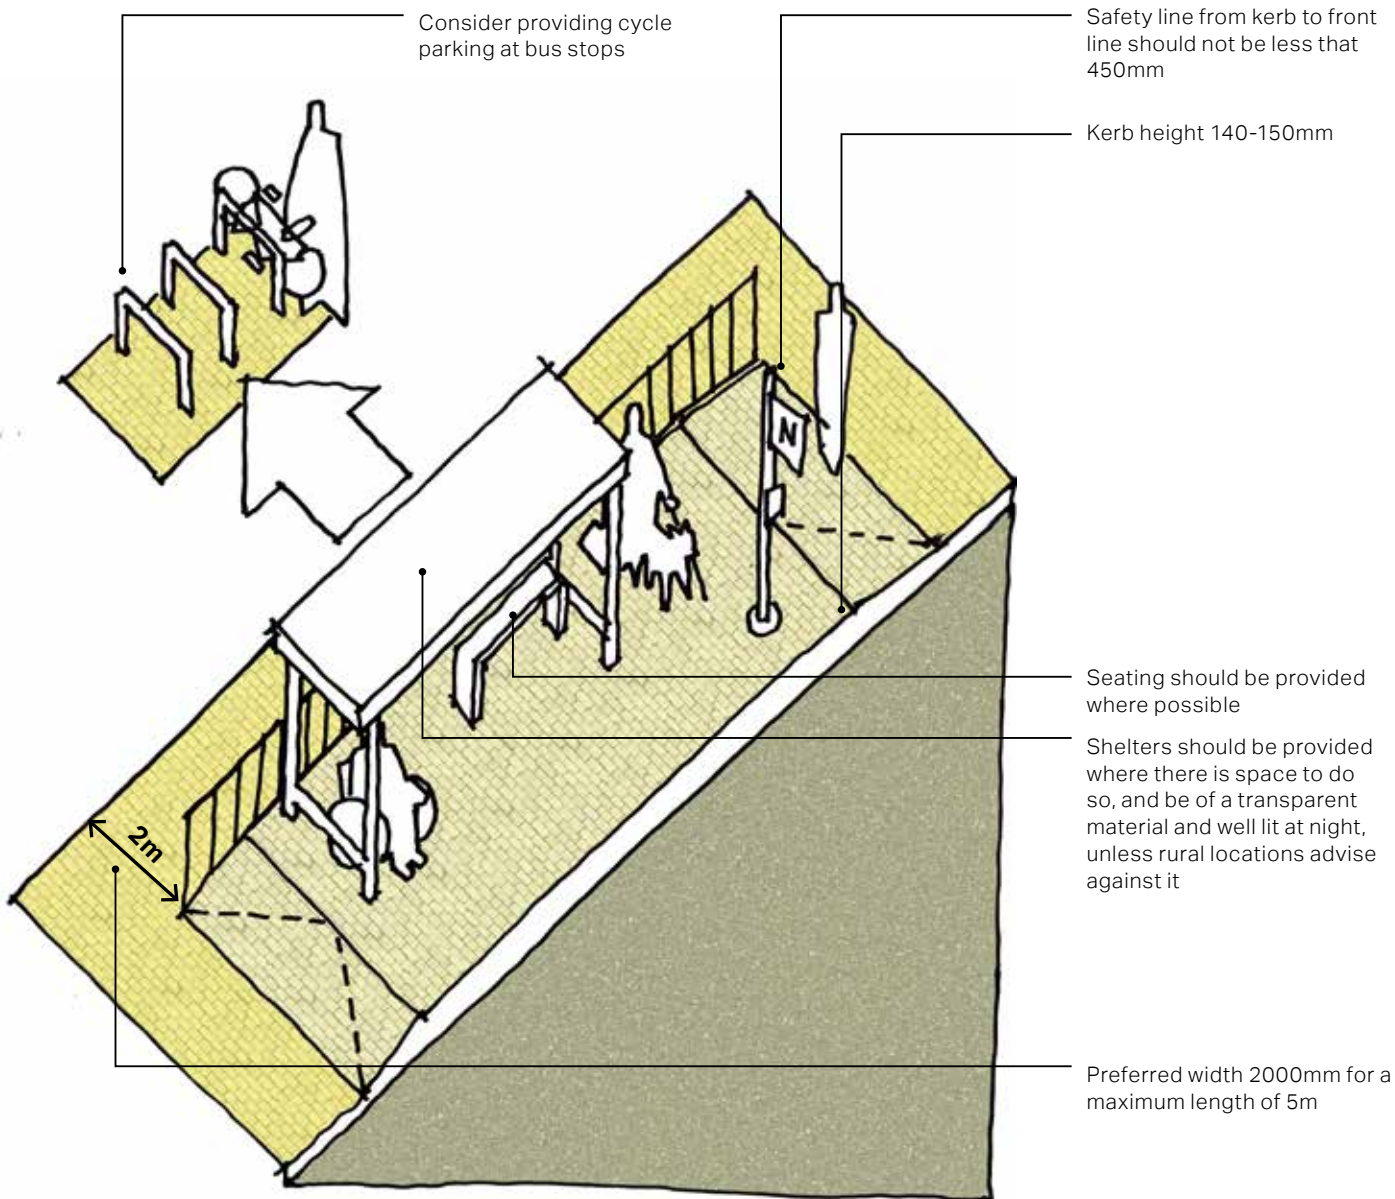 Consider providing cycle
parking at bus stops
Safety line from kerb to front
line should not be less that
450mm
Kerb height 140-150mm
N
Seating should be provided
where possible
Shelters should be provided
where there is space to do
so, and be of a transparent
material and well lit at night,
unless rural locations advise
against it
2m
Preferred width 2000mm for a
maximum length of 5m